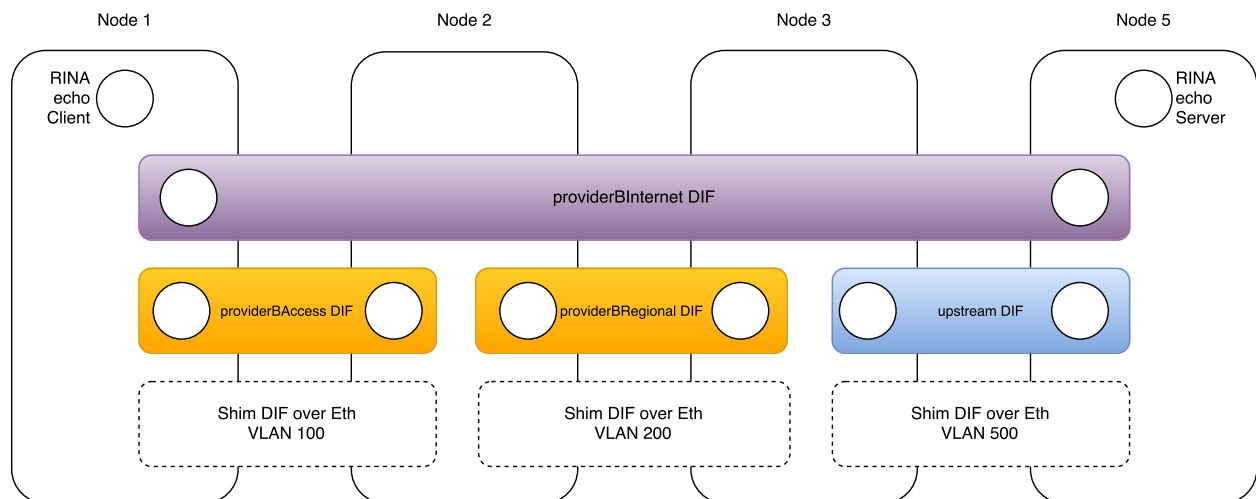 Node 1
Node 2
Node 3
Node 5
RINA
echo
Client
RINA
echo
Server
providerBInternet DIF
providerBAccess DIF
providerBRegional DIF
upstream DIF
Shim DIF over Eth
VLAN 100
Shim DIF over Eth
VLAN 200
Shim DIF over Eth
VLAN 500